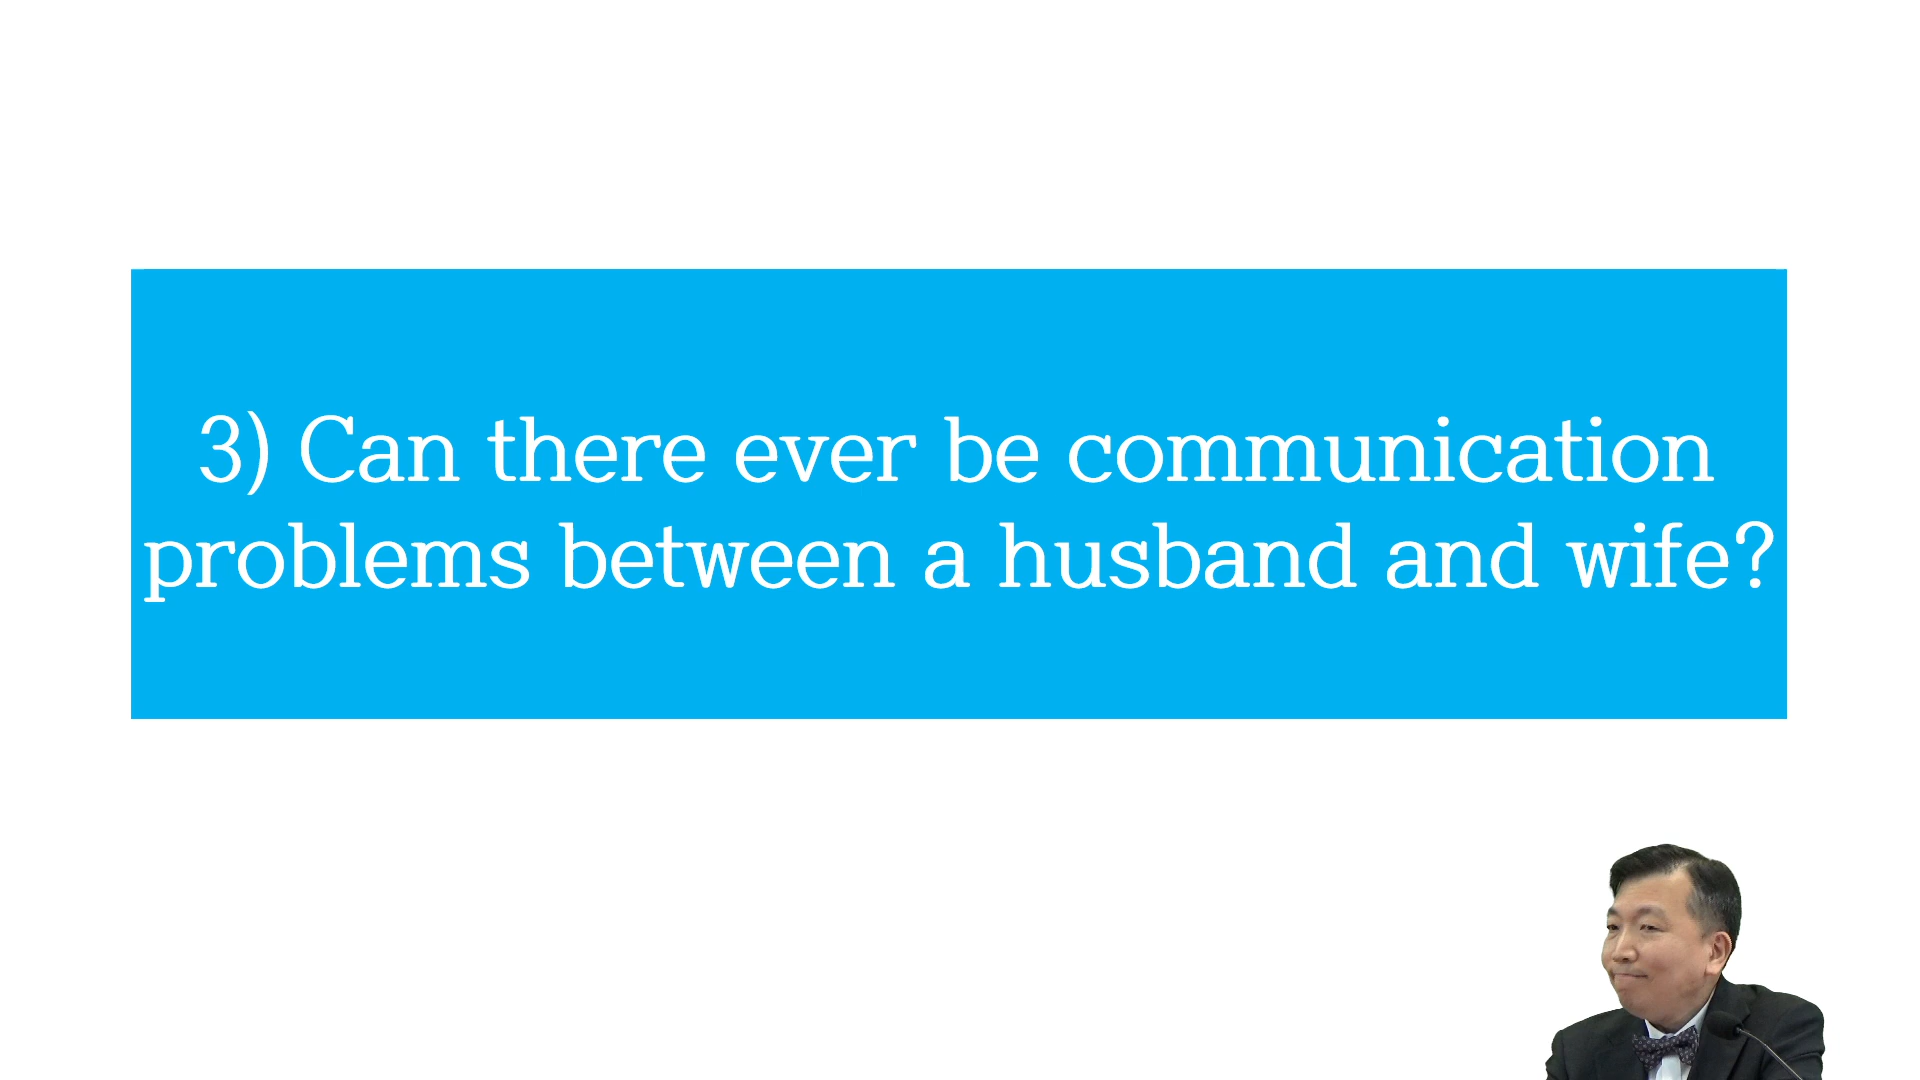 3) Can there ever be communication
problems between a husband and wife?